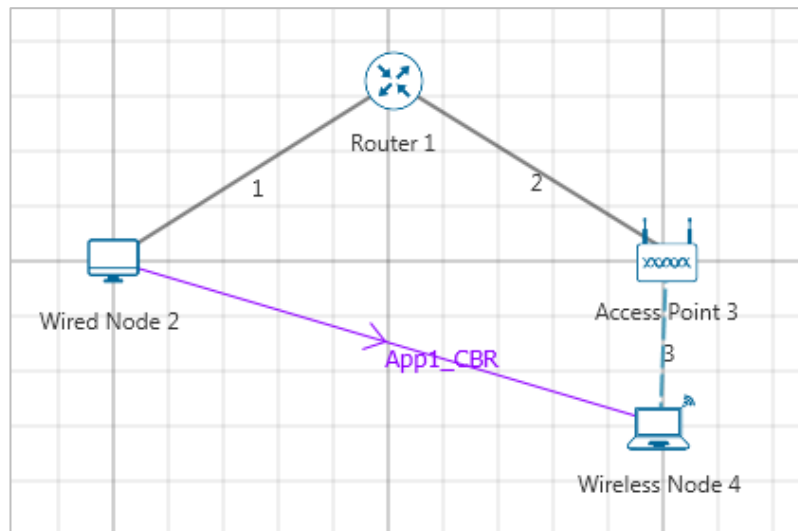 Router 1
1
2
Wired Node 2
Access Point 3
App1_CBR
3
Wireless Node 4